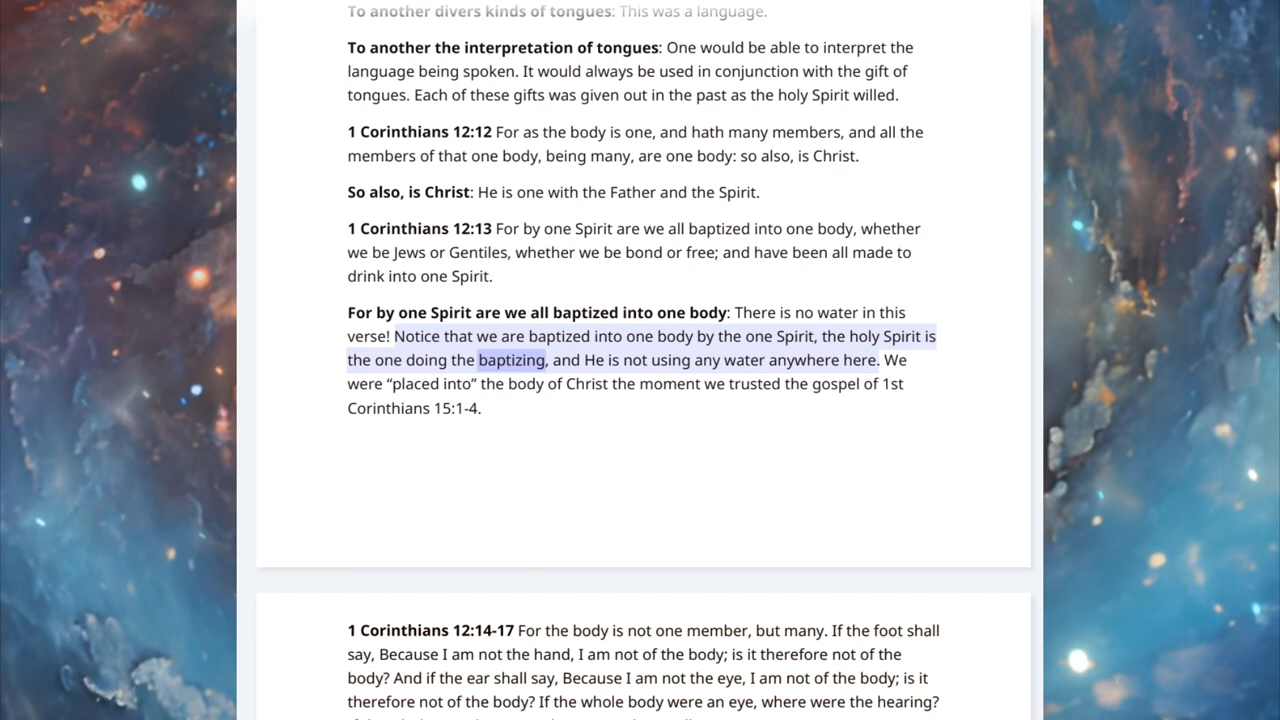 To another divers kinds of tongues: This was a language.
To another the interpretation of tongues: One would be able to interpret the
language being spoken. It would always be used in conjunction with the gift of
tongues. Each of these gifts was given out in the past as the holy Spirit willed.
1 Corinthians 12:12 For as the body is one, and hath many members, and all the
members of that one body, being many, are one body: so also, is Christ.
So also, is Christ: He is one with the Father and the Spirit.
1 Corinthians 12:13 For by one Spirit are we all baptized into one body, whether
we be Jews or Gentiles, whether we be bond or free; and have been all made to
drink into one Spirit.
For by one Spirit are we all baptized into one body: There is no water in this
verse! Notice that we are baptized into one body by the one Spirit, the holy Spirit is
the one doing the baptizing, and He is not using any water anywhere here. We
were “placed into” the body of Christ the moment we trusted the gospel of 1st
Corinthians 15:1-4.
1 Corinthians 12:14-17 For the body is not one member, but many. If the foot shall
say, Because I am not the hand, I am not of the body; is it therefore not of the
body? And if the ear shall say, Because I am not the eye, I am not of the body; is it
therefore not of the body? If the whole body were an eye, where were the hearing?